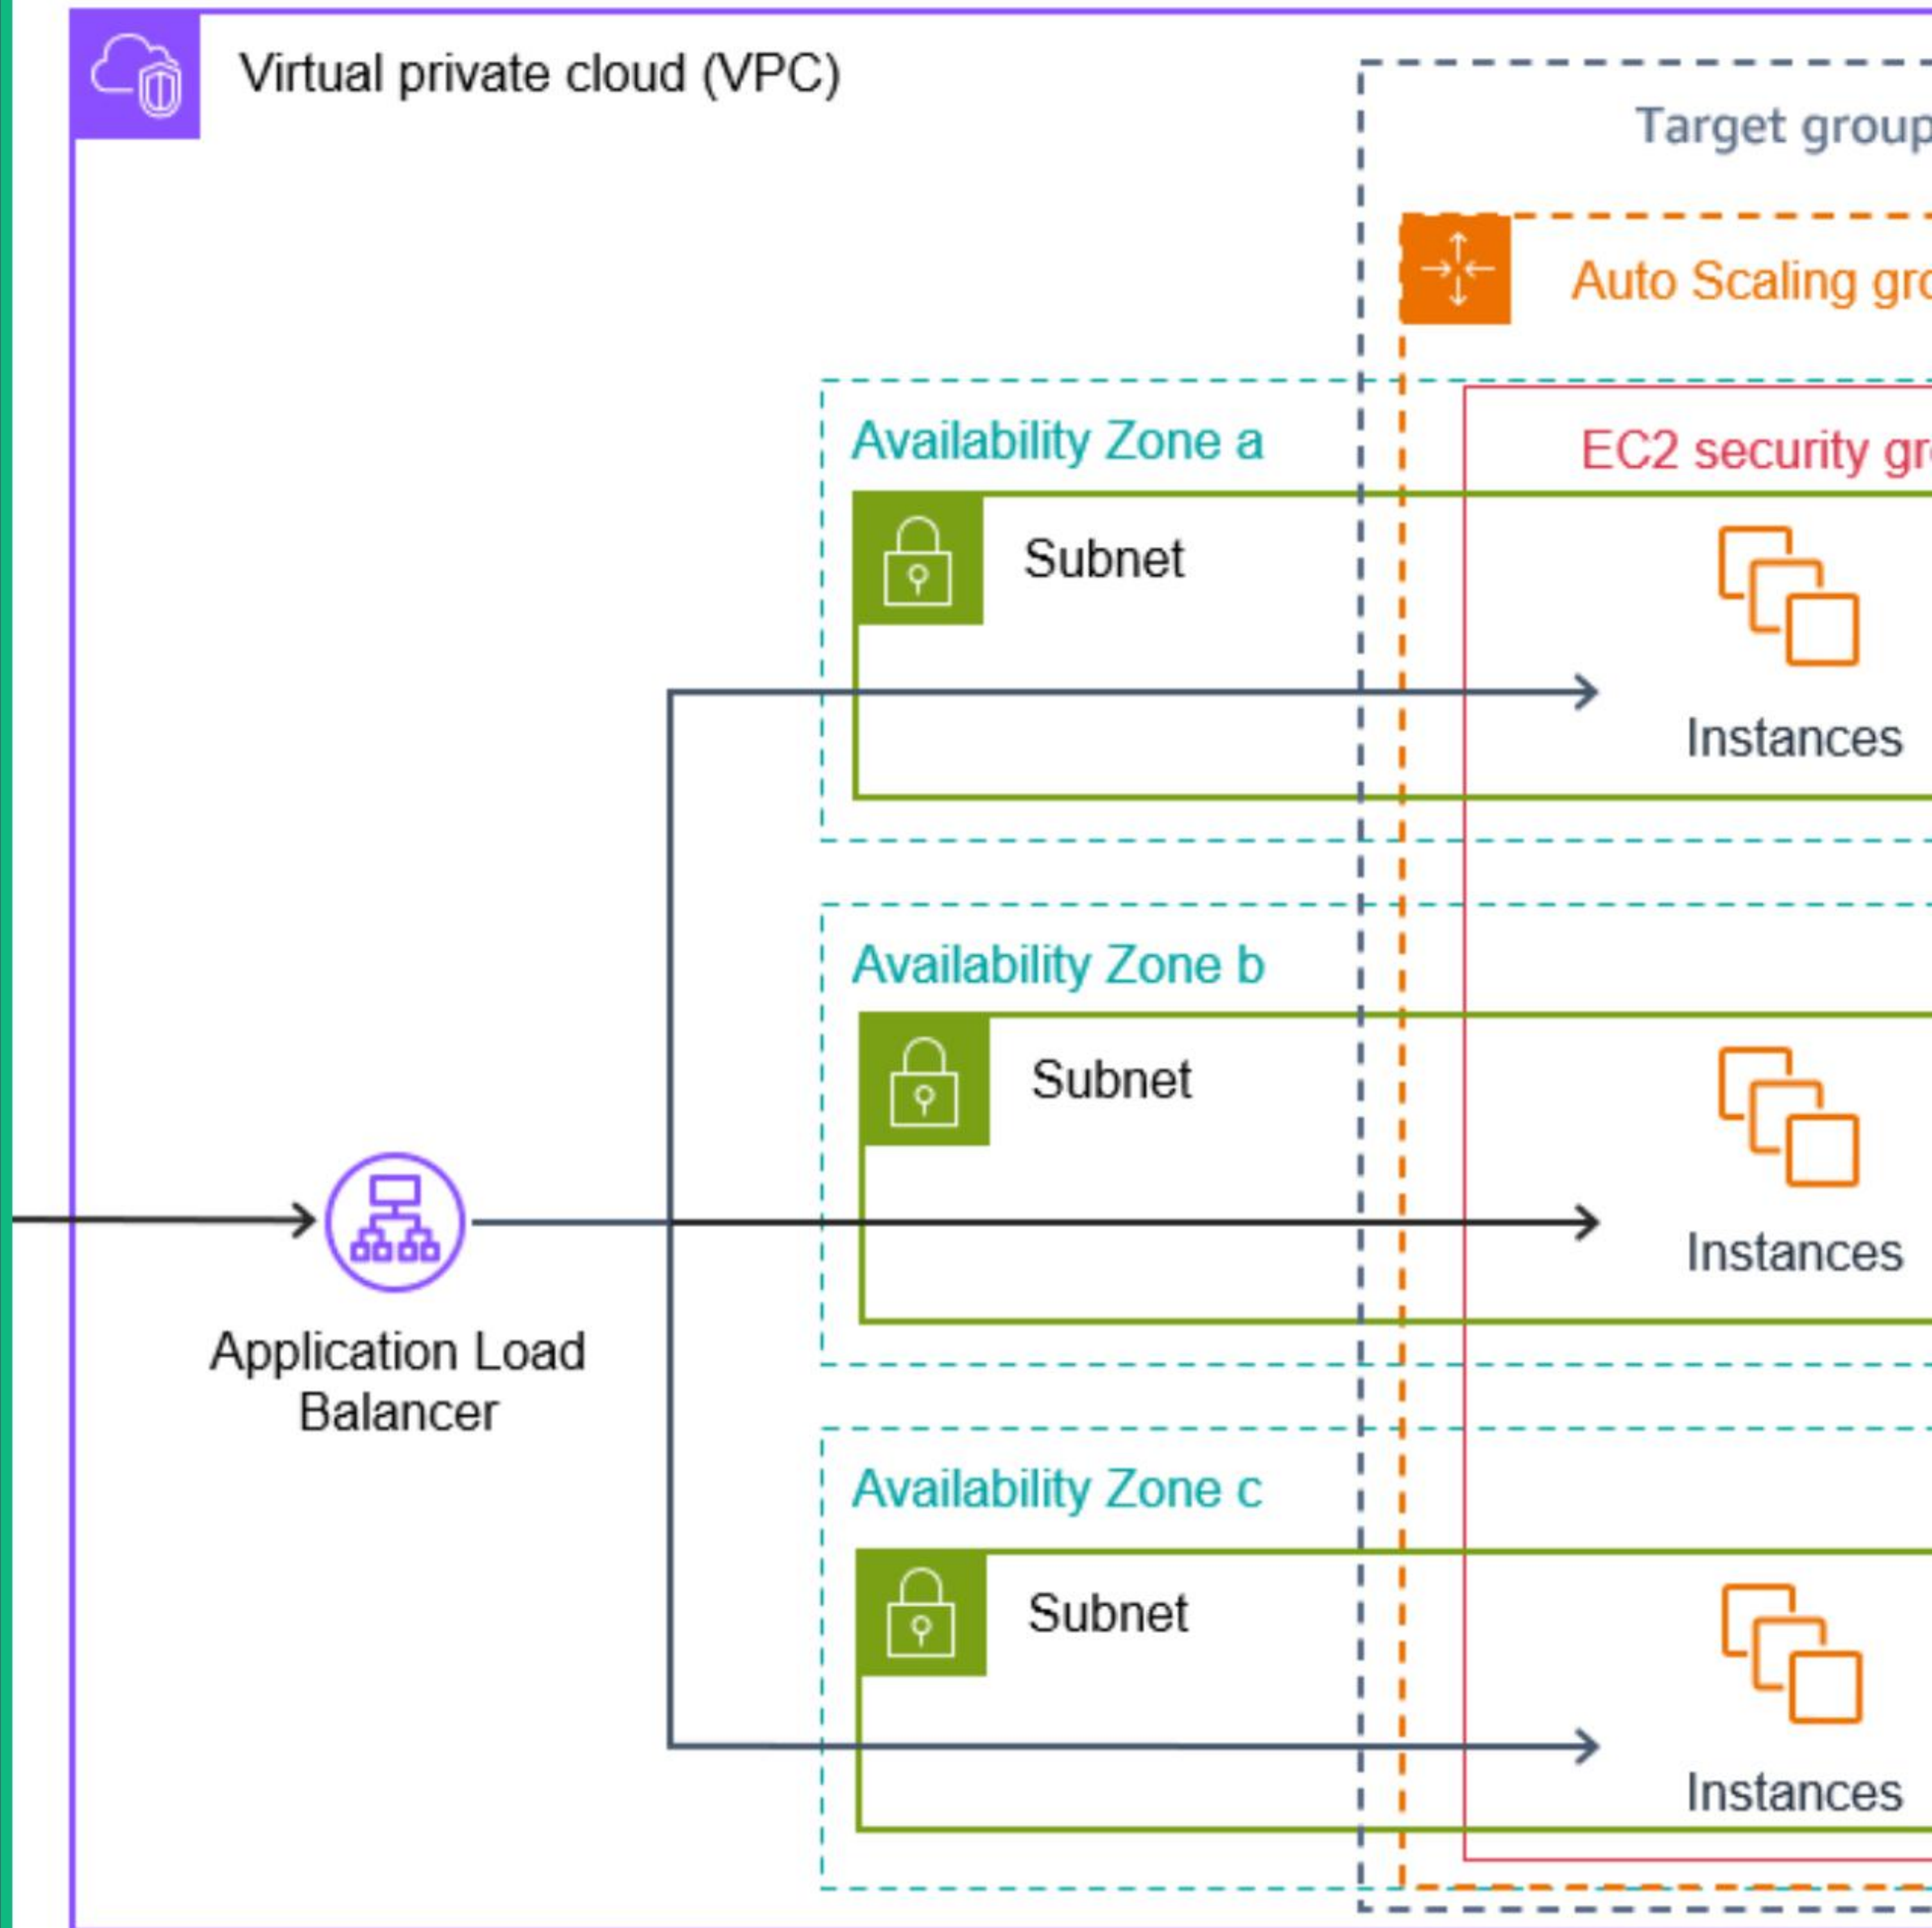 Virtual private cloud (VPC)
Target group
Auto Scaling gro
Availability Zone a
EC2 security gro
Subnet
Instances
Availability Zone b
Subnet
Instances
Application Load
Balancer
Availability Zone c
Subnet
Instances